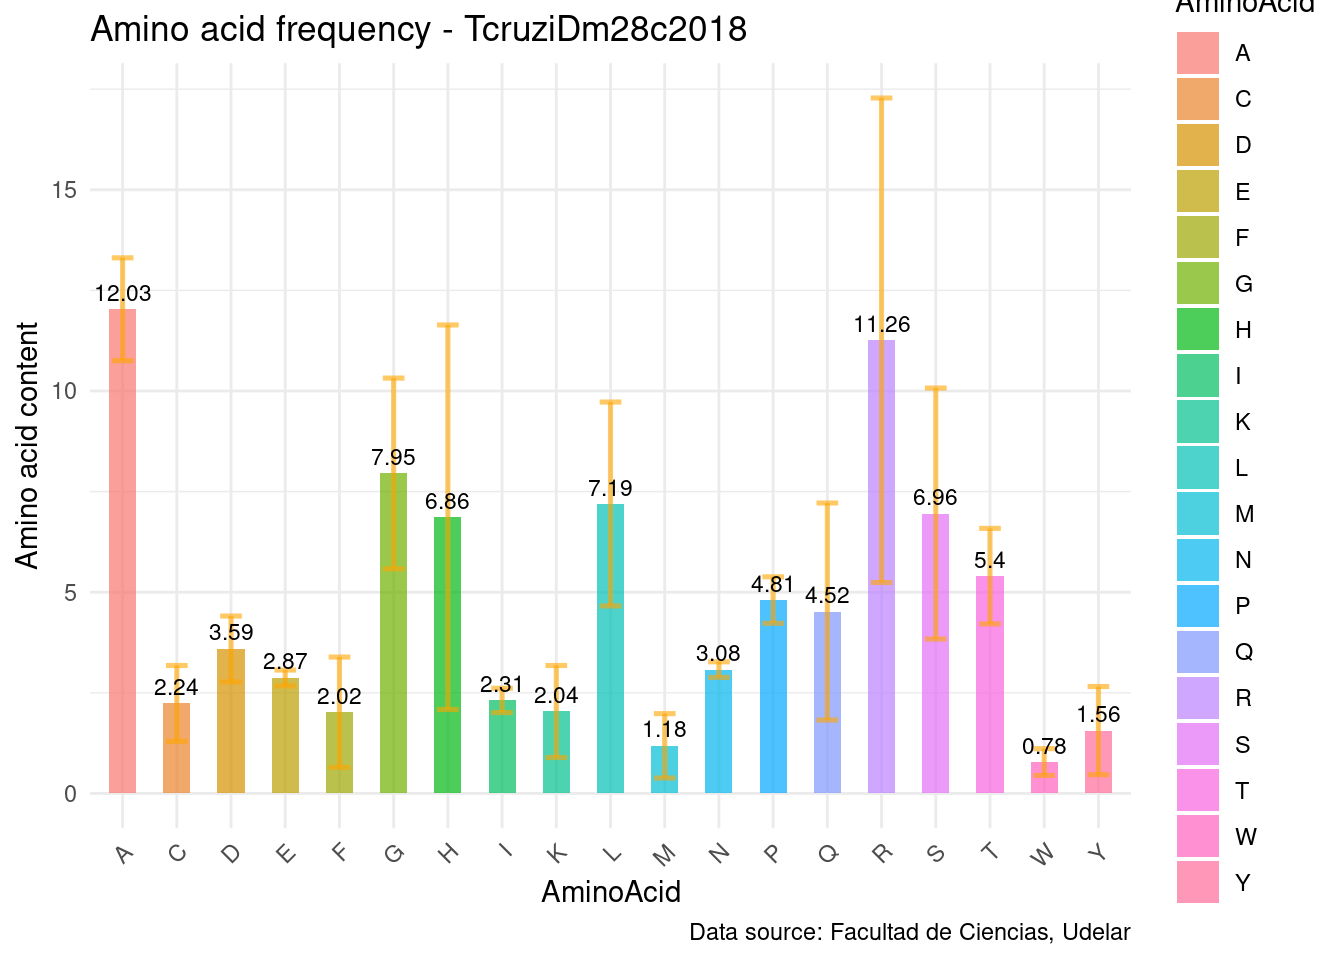 Amino acid frequency - TcruziDm28c2018
AminoAcid
A
C
D
E
F
G
H
I
K
L
M
N
P
Q
R
S
T
W
Y
Amino acid content
15
10
5
0
12.03
2.24
3.59
2.87
2.02
7.95
6.86
2.31
2.04
7.19
1.18
3.08
4.81
4.52
11.26
6.96
5.4
0.78
1.56
A C D E F G H I K L M N P Q R S T W Y
AminoAcid
Data source: Facultad de Ciencias, Udelar